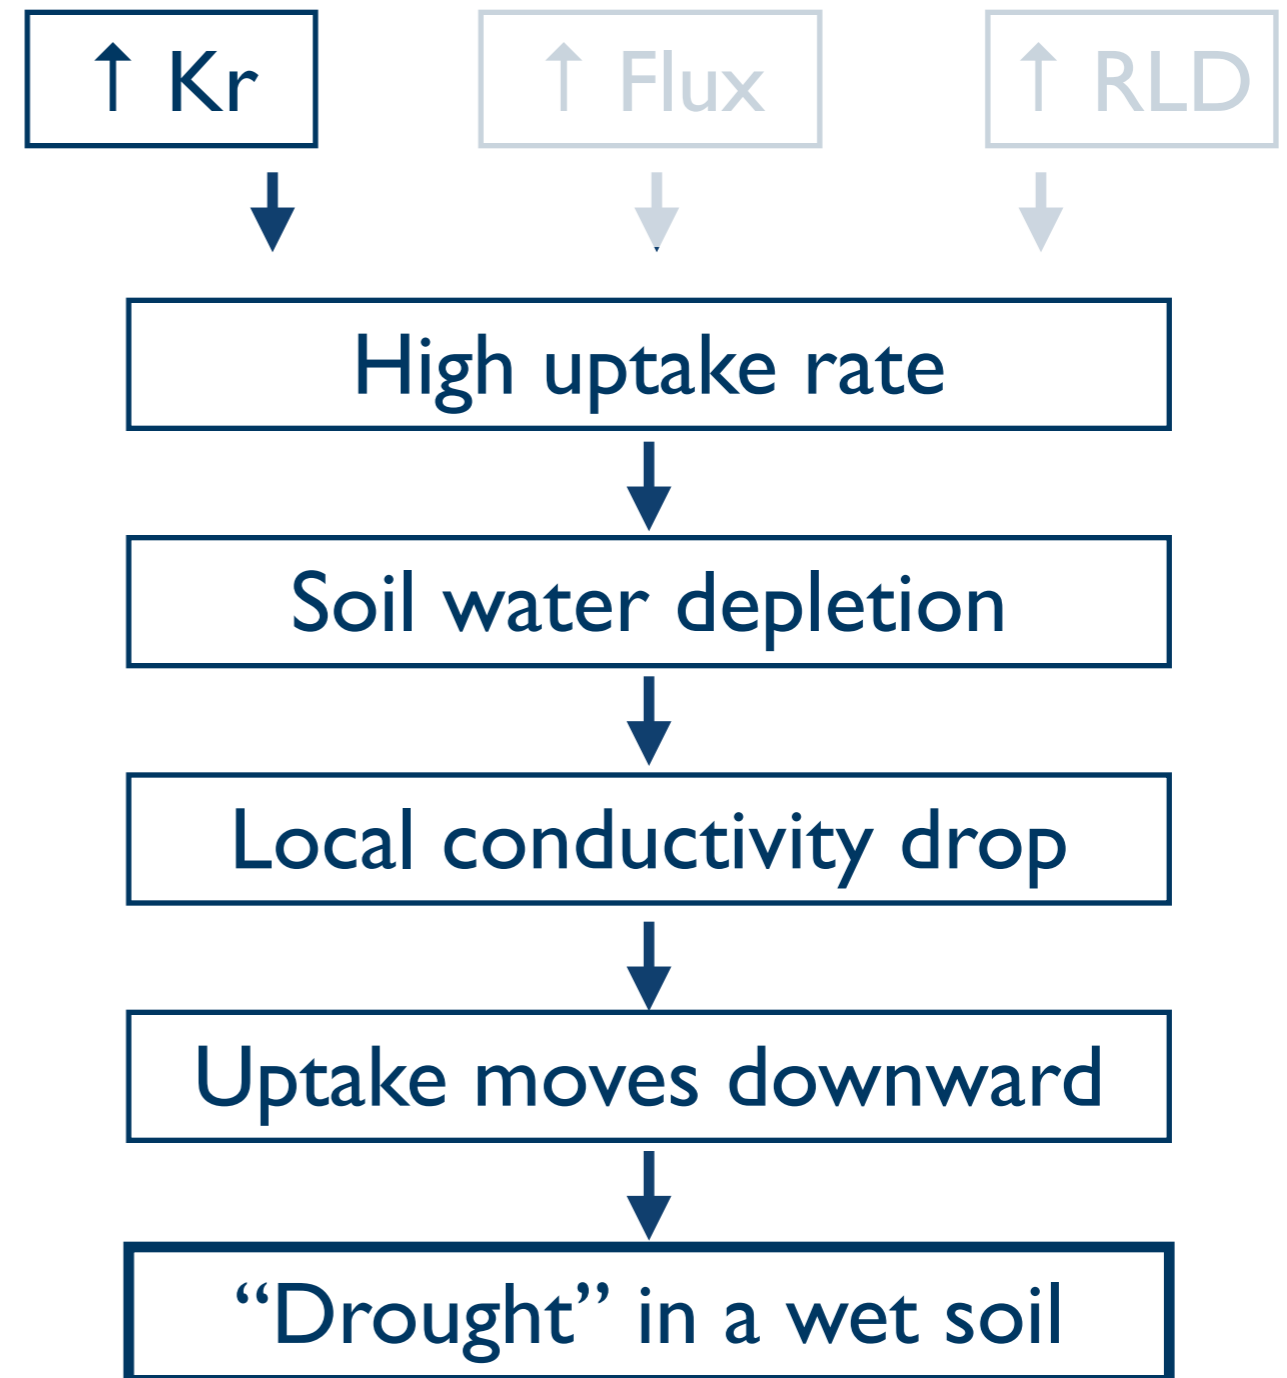 ↑ Kr
↑ Flux
↑ RLD
High uptake rate
Soil water depletion
Local conductivity drop
Uptake moves downward
“Drought” in a wet soil